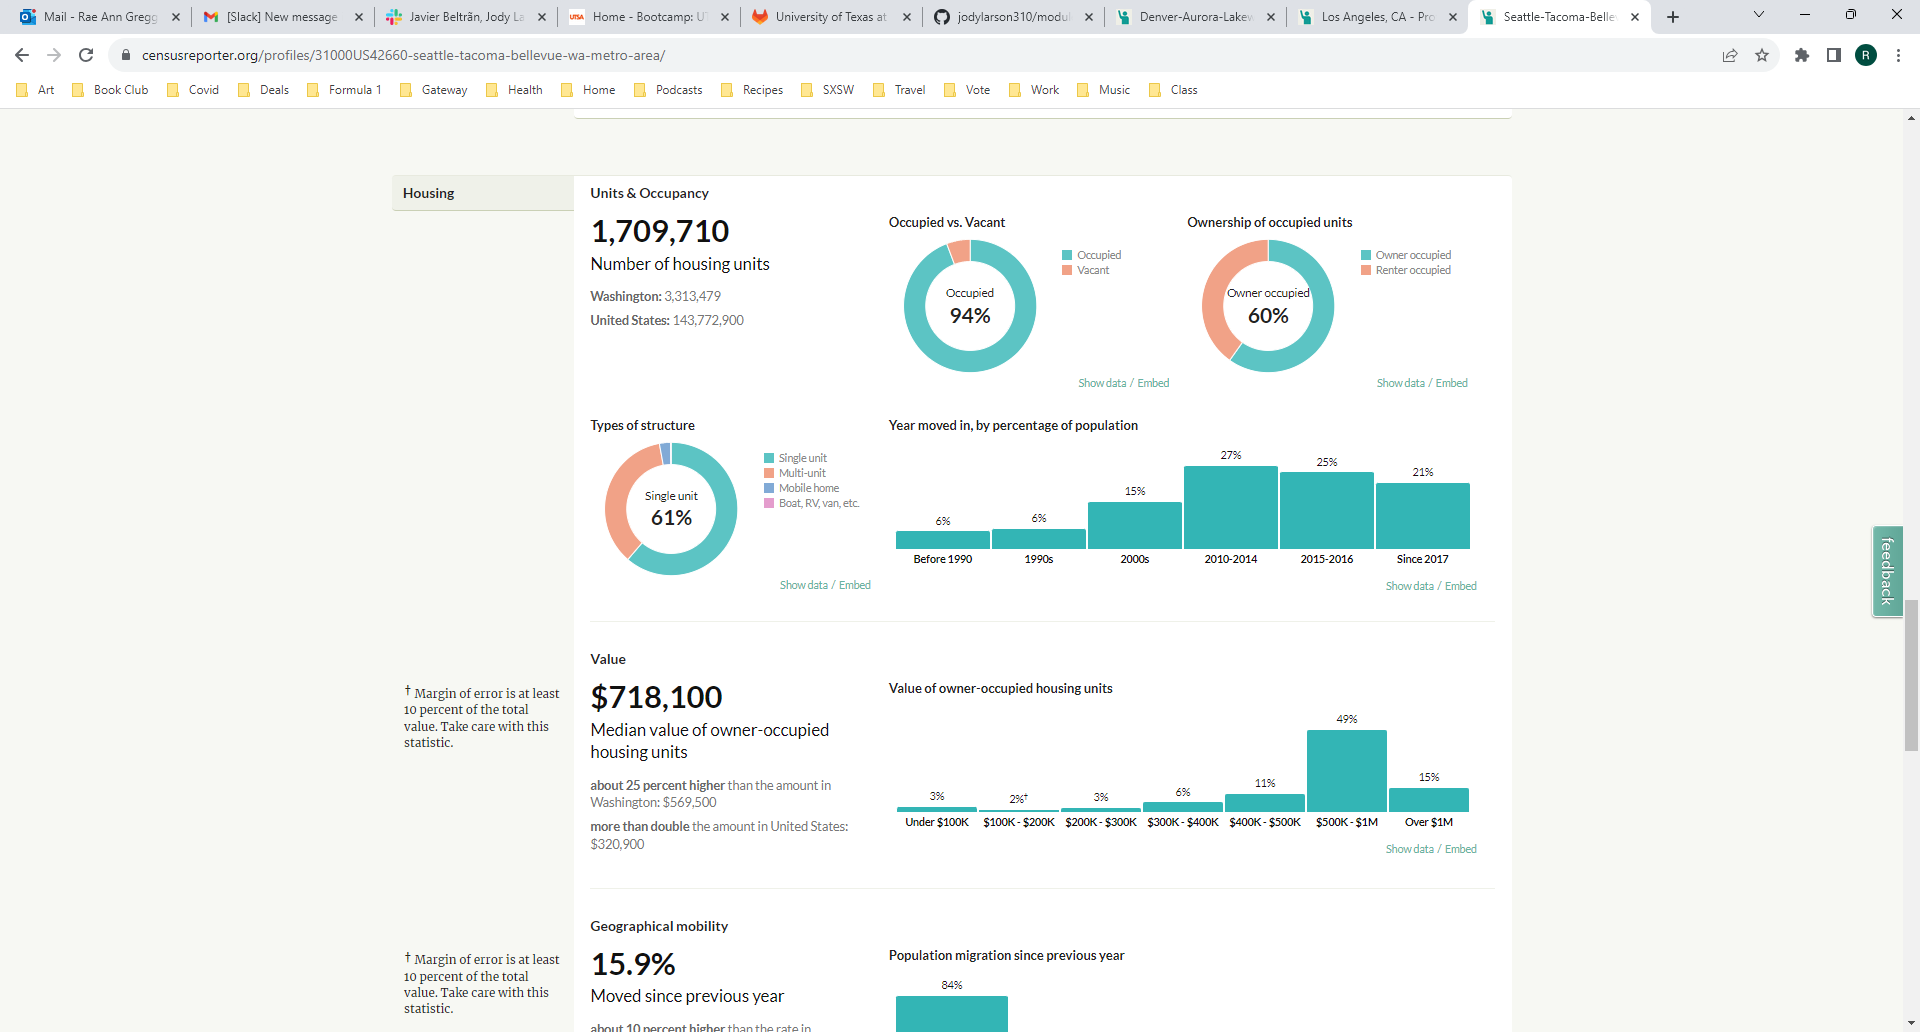 Mail - Rae Ann Gregg
[Slack] New message
Javier Beltrãn, Jody La
Home - Bootcamp: UT
University of Texas at
jodylarson310/modul
Denver-Aurora-Lakew
Los Angeles, CA - Pro
Seattle-Tacoma-Belle
censusreporter.org/profiles/31000US42660-seattle-tacoma-bellevue-wa-metro-area/
R
Art
Book Club
Covid
Deals
Formula 1
Gateway
Health
Home
Podcasts
Recipes
SXSW
Travel
Vote
Work
Music
Class
Housing
Units & Occupancy
1,709,710
Number of housing units
Washington: 3,313,479
United States: 143,772,900
Occupied vs. Vacant
Occupied
94%
Occupied
Vacant
Show data / Embed
Ownership of occupied units
Owner occupied
60%
Owner occupied
Renter occupied
Show data / Embed
Types of structure
Single unit
61%
Single unit
Multi-unit
Mobile home
Boat, RV, van, etc.
Show data / Embed
Year moved in, by percentage of population
6%
6%
15%
27%
25%
21%
Before 1990
1990s
2000s
2010-2014
2015-2016
Since 2017
Show data / Embed
feedback
† Margin of error is at least
10 percent of the total
value. Take care with this
statistic.
Value
$718,100
Median value of owner-occupied
housing units
about 25 percent higher than the amount in
Washington: $569,500
more than double the amount in United States:
$320,900
Value of owner-occupied housing units
3%
2%†
3%
6%
11%
49%
15%
Under $100K
$100K - $200K
$200K - $300K
$300K - $400K
$400K - $500K
$500K - $1M
Over $1M
Show data / Embed
† Margin of error is at least
10 percent of the total
value. Take care with this
statistic.
Geographical mobility
15.9%
Moved since previous year
about 10 percent higher than the rate in
Population migration since previous year
84%